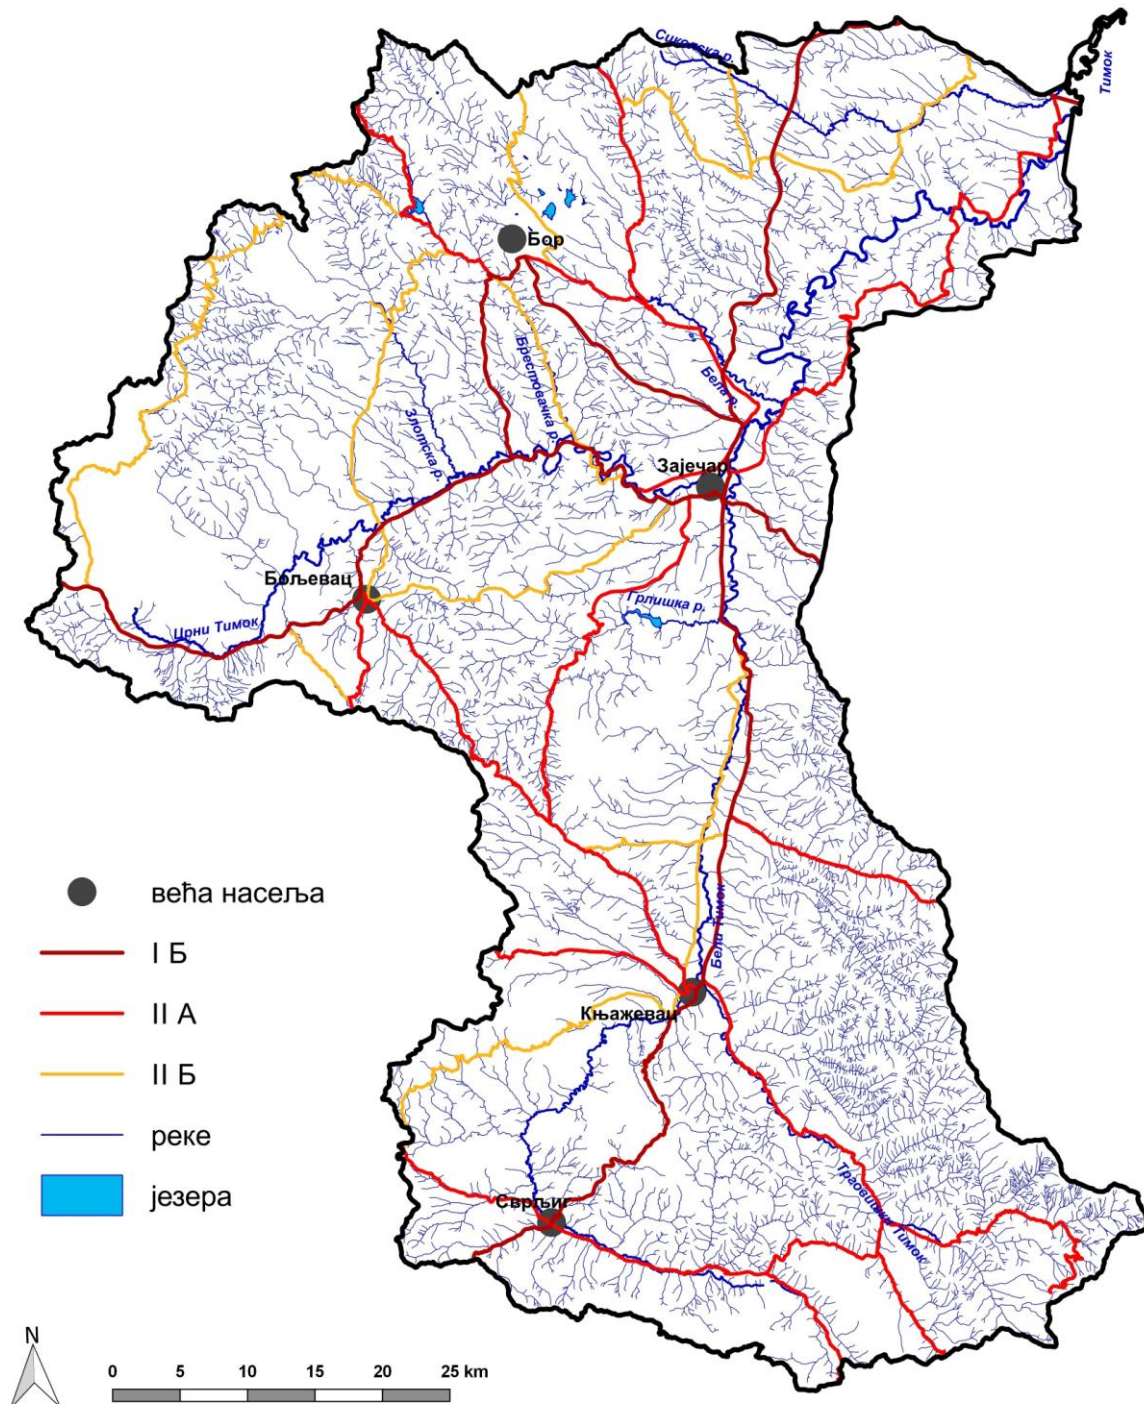 Сиколска р.
Тимок
Бор
Брестовачка р.
Бела р.
Злотска р.
Зајечар
Бољевац
Грлишка р.
Црни Тимок
Бели Тимок
Књажевац
Трговишки Тимок
Сврљиг
већа насеља
I Б
II А
II Б
реке
језера
N
0 5 10 15 20 25 km